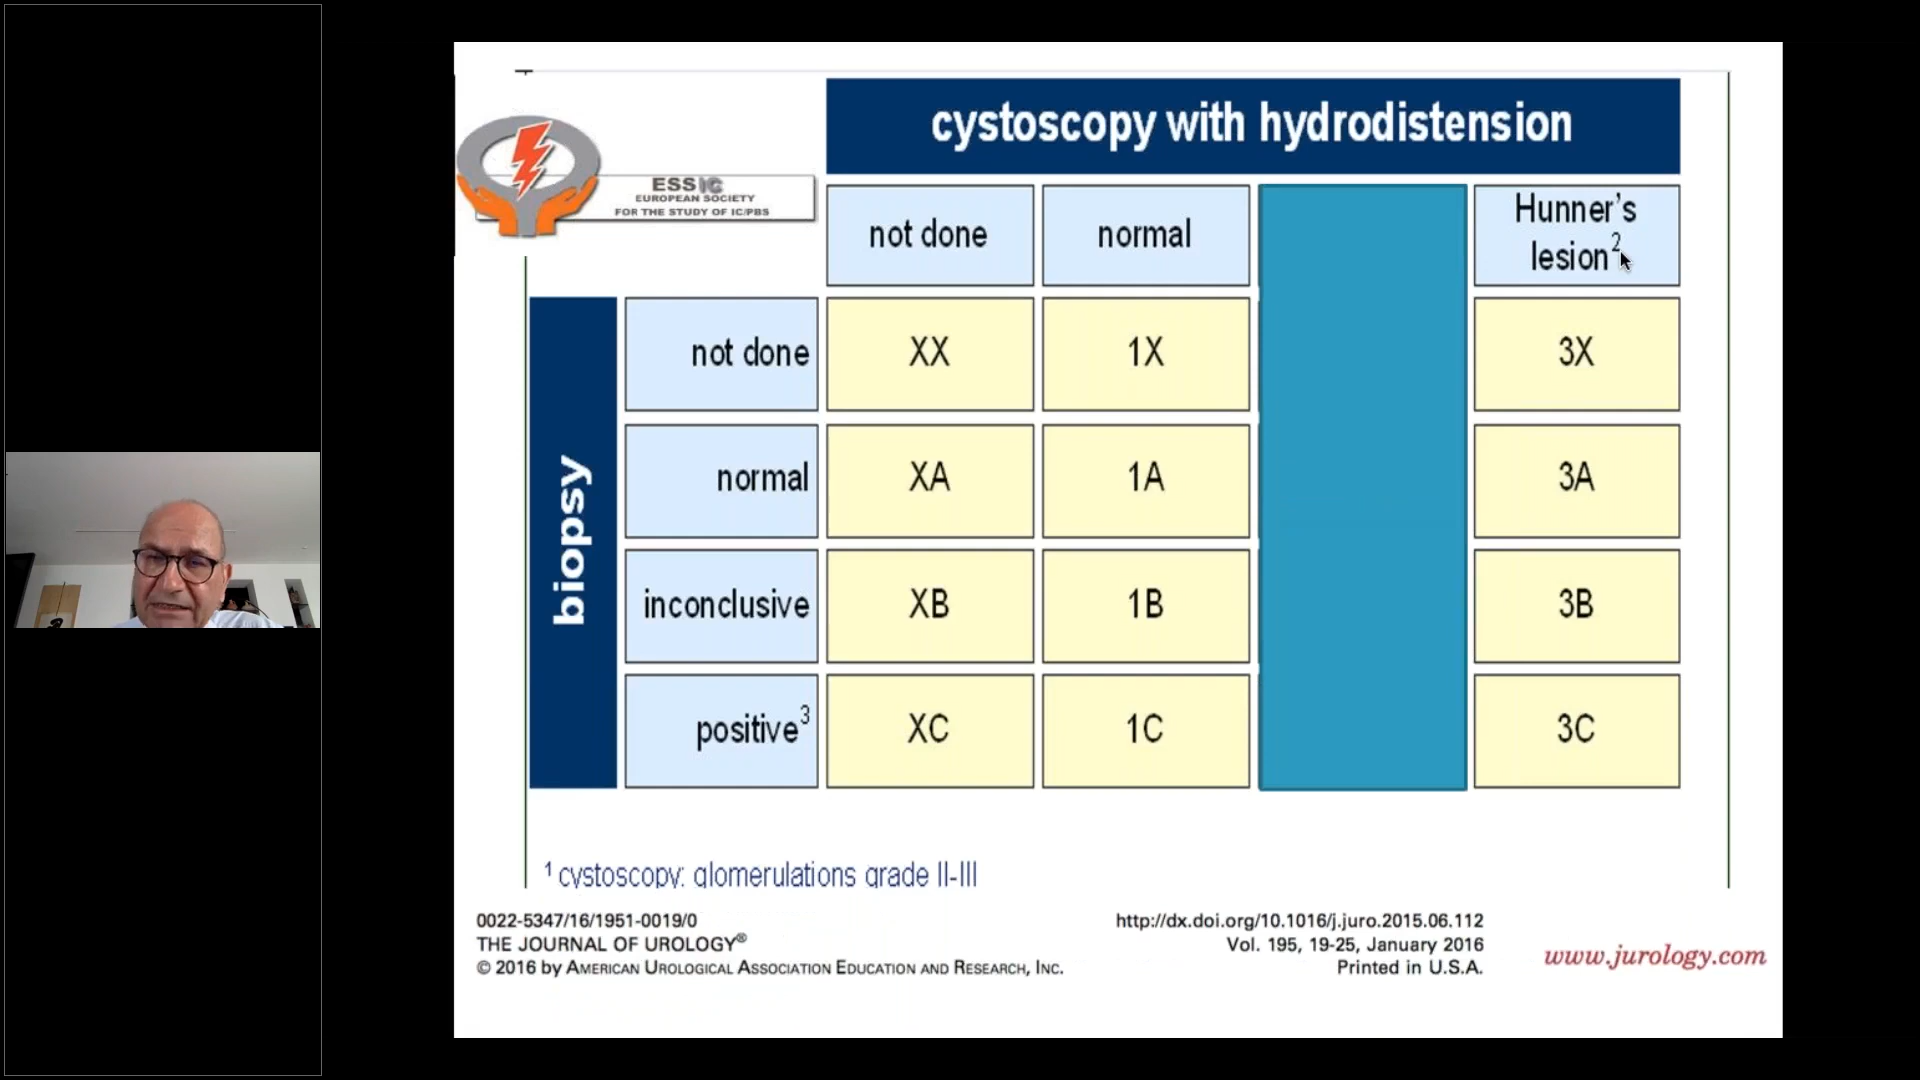 cystoscopy with hydrodistension
ESSIC
EUROPEAN SOCIETY
FOR THE STUDY OF IC/PBS
not done
normal
Hunner's
lesion²
biopsy
not done
XX
1X
3X
normal
XA
1A
3A
inconclusive
XB
1B
3B
positive³
XC
1C
3C
¹ cystoscopy: glomerulations grade II-III
0022-5347/16/1951-0019/0
THE JOURNAL OF UROLOGY®
© 2016 by AMERICAN UROLOGICAL ASSOCIATION EDUCATION AND RESEARCH, INC.
http://dx.doi.org/10.1016/j.juro.2015.06.112
Vol. 195, 19-25, January 2016
Printed in U.S.A.
www.jurology.com